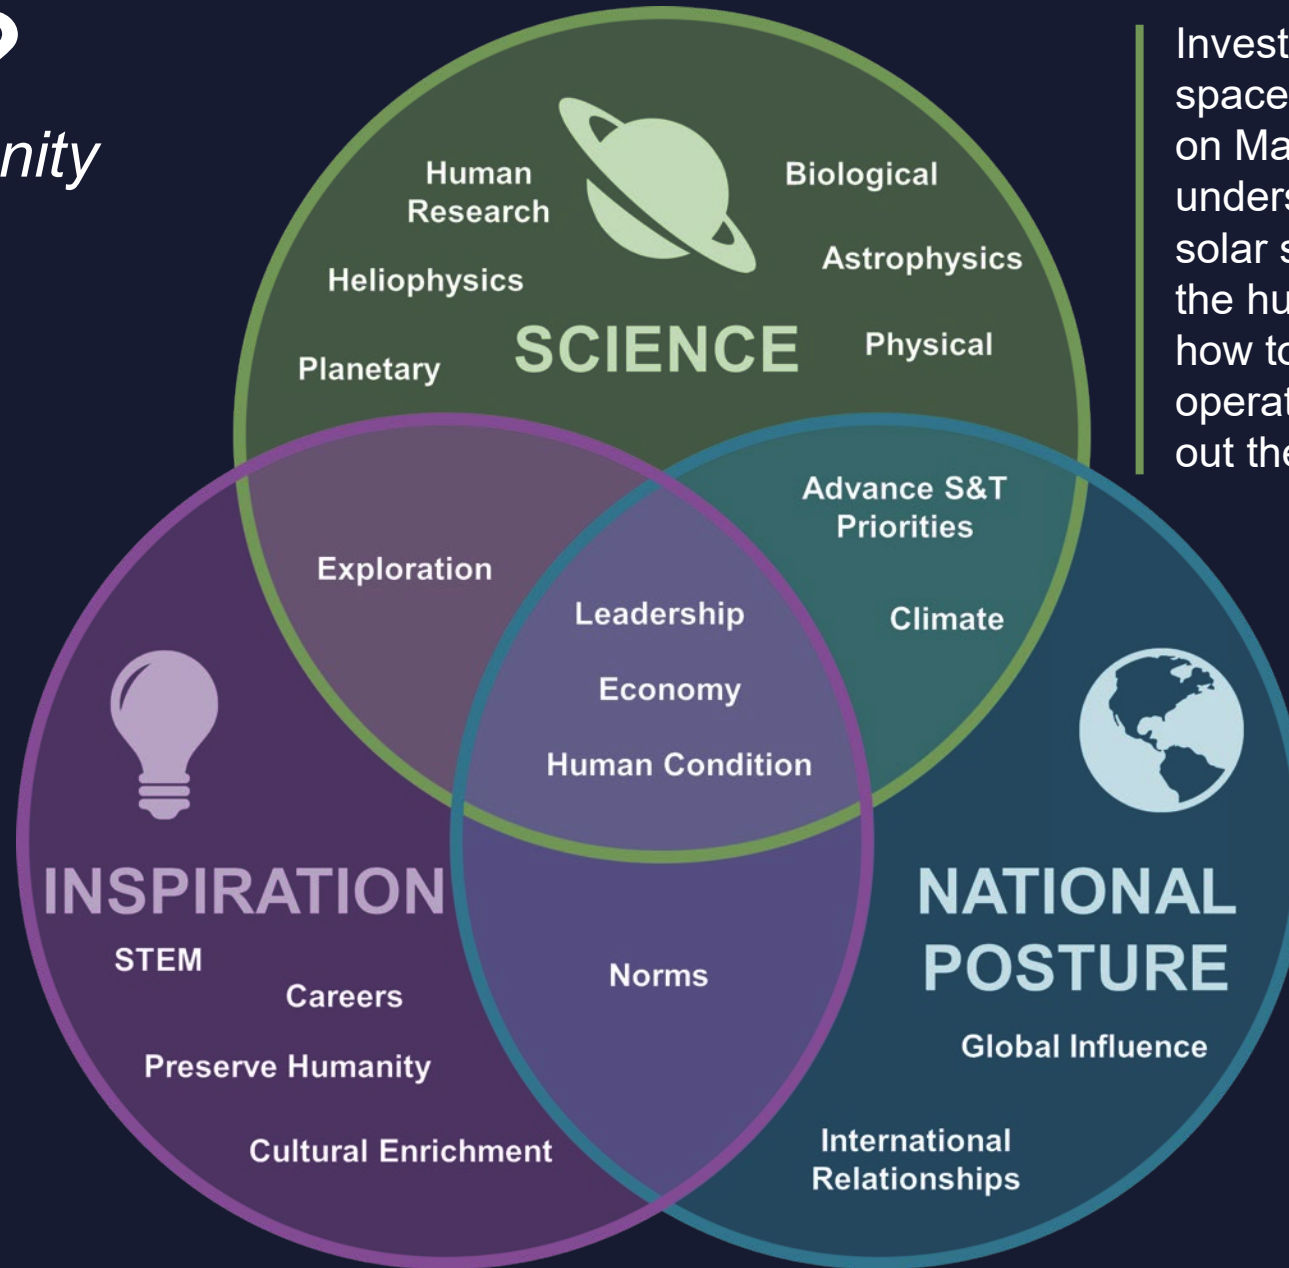 nity
Human
Research
Heliophysics
Planetary
Biological
Astrophysics
Physical
SCIENCE
Exploration
Advance S&T
Priorities
Climate
Leadership
Economy
Human Condition
INSPIRATION
STEM
Careers
Preserve Humanity
Cultural Enrichment
Norms
NATIONAL
POSTURE
Global Influence
International
Relationships
Invest
space
on Ma
unders
solar s
the hu
how to
operat
out the